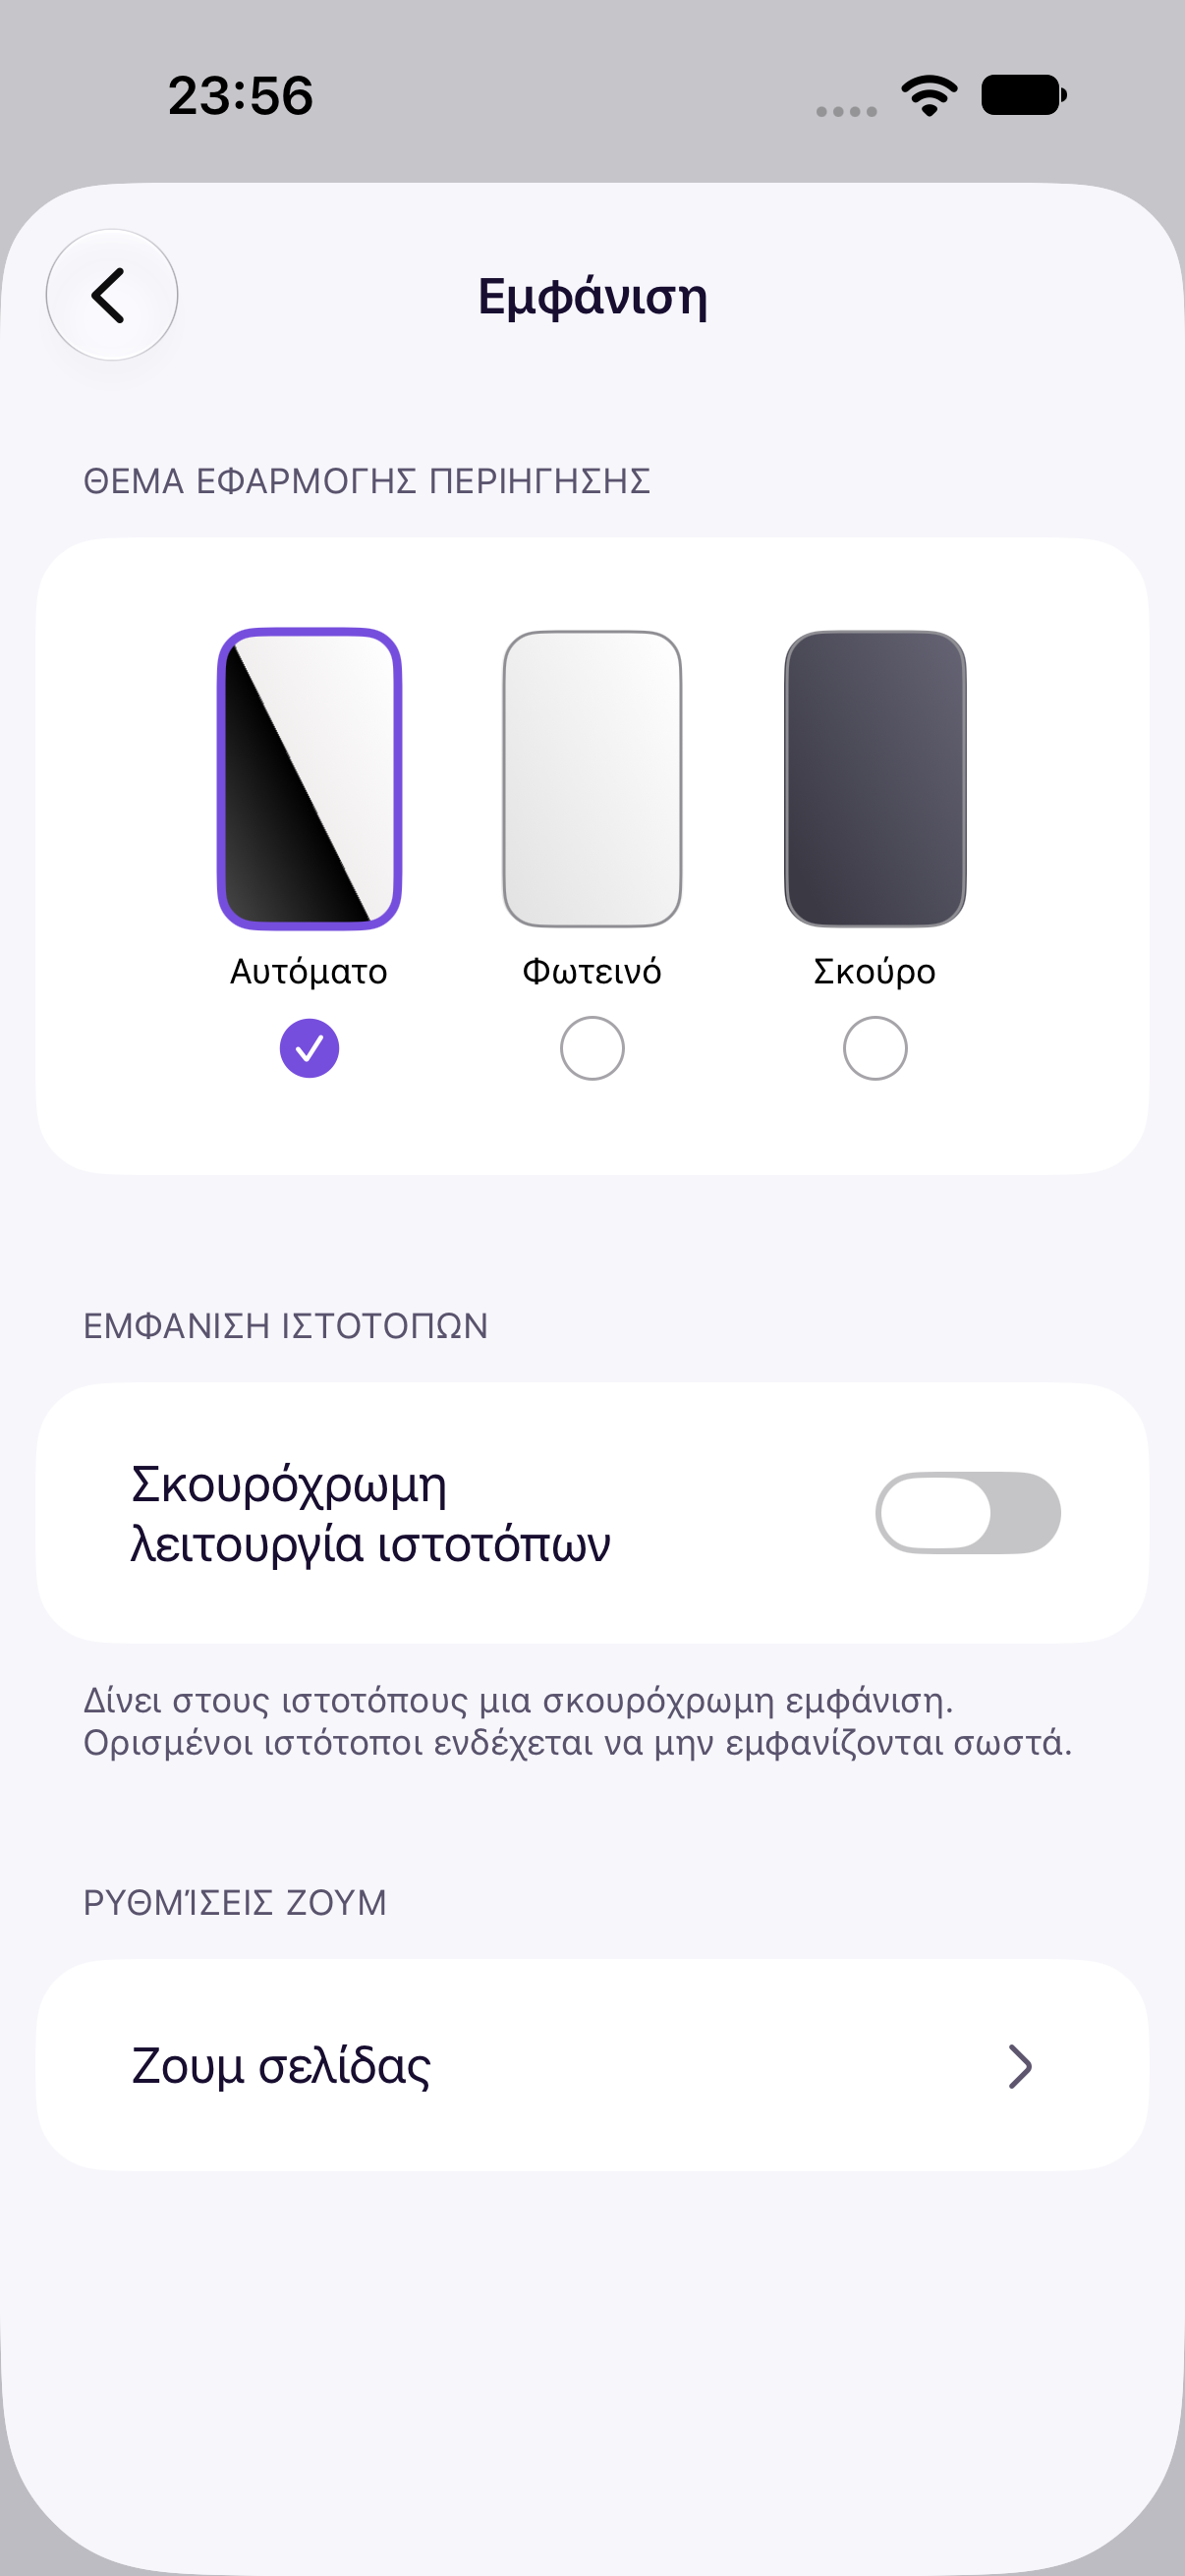 23:56
Εμφάνιση
ΘΕΜΑ ΕΦΑΡΜΟΓΗΣ ΠΕΡΙΗΓΗΣΗΣ
Αυτόματο
Φωτεινό
Σκούρο
ΕΜΦΑΝΙΣΗ ΙΣΤΟΤΟΠΩΝ
Σκουρόχρωμη
λειτουργία ιστοτόπων
Δίνει στους ιστοτόπους μια σκουρόχρωμη εμφάνιση.
Ορισμένοι ιστότοποι ενδέχεται να μην εμφανίζονται σωστά.
ΡΥΘΜΊΣΕΙΣ ΖΟΥΜ
Ζουμ σελίδας